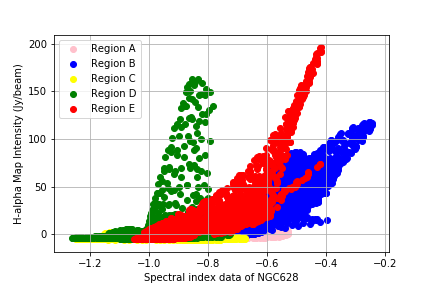 200
150
100
50
0
H-alpha Map Intensity (Jy/beam)
Region A
Region B
Region C
Region D
Region E
−1.2 −1.0 −0.8 −0.6 −0.4 −0.2
Spectral index data of NGC628